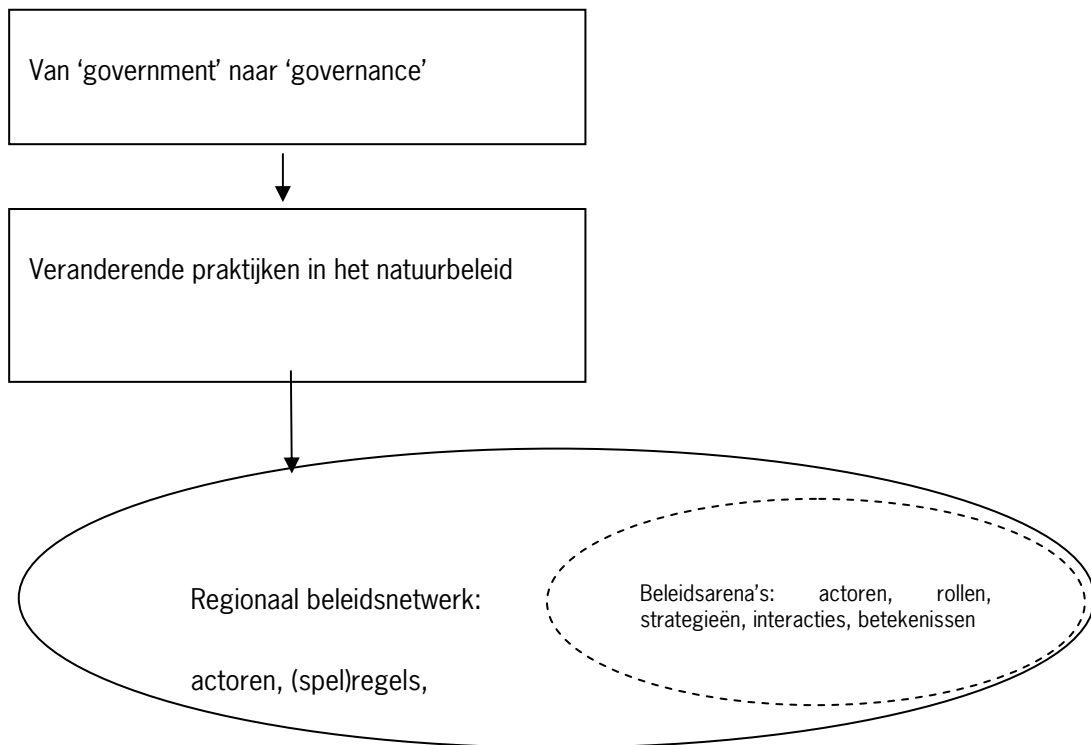 Van ‘government’ naar ‘governance’
Veranderende praktijken in het natuurbeleid
Regionaal beleidsnetwerk:
actoren, (spel)regels,
Beleidsarena's: actoren, rollen,
strategieën, interacties, betekenissen